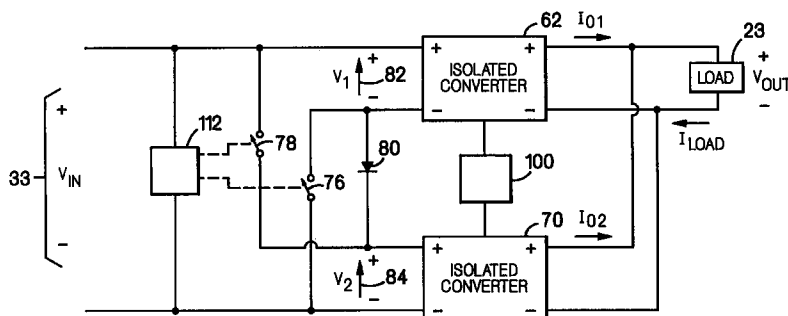 62
I01
23
+
+
+
V1
82
ISOLATED
CONVERTER
LOAD
VOUT
-
-
-
-
ILOAD
+
112
78
80
33
VIN
76
100
70
I02
-
+
V2
84
+
+
ISOLATED
CONVERTER
-
-
-